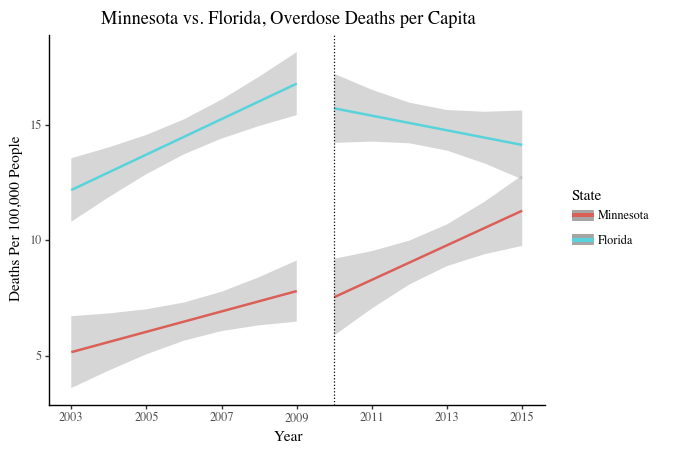 Minnesota vs. Florida, Overdose Deaths per Capita
Deaths Per 100,000 People
15
10
5
2003
2005
2007
2009
2011
2013
2015
Year
State
Minnesota
Florida